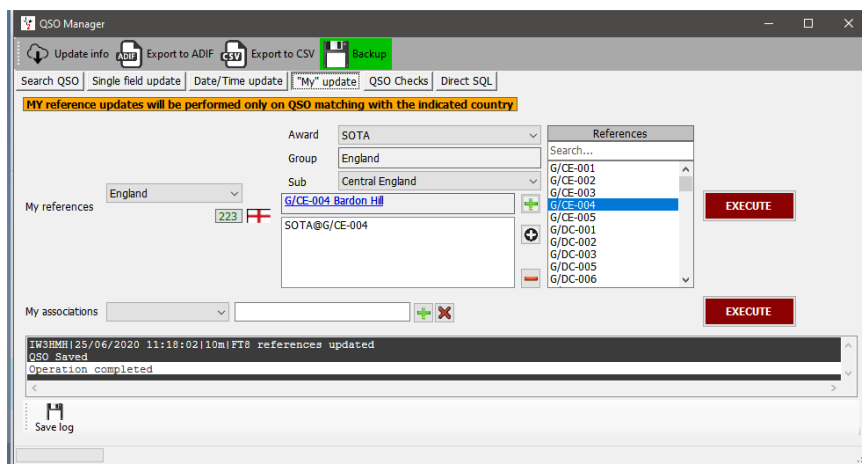 QSO Manager
Update info ADIF Export to ADIF CSV Export to CSV Backup
Search QSO Single field update Date/Time update "My" update QSO Checks Direct SQL
MY reference updates will be performed only on QSO matching with the indicated country
Award SOTA References
Search...
Group England
Sub Central England
G/CE-001
G/CE-002
G/CE-003
G/CE-004
G/CE-005
G/DC-001
G/DC-002
G/DC-003
G/DC-005
G/DC-006
My references England
223
G/CE-004 Bardon Hill
SOTA@G/CE-004
EXECUTE
My associations
EXECUTE
IW3HMH|25/06/2020 11:18:02|10m|FT8 references updated
QSO Saved
Operation completed
Save log